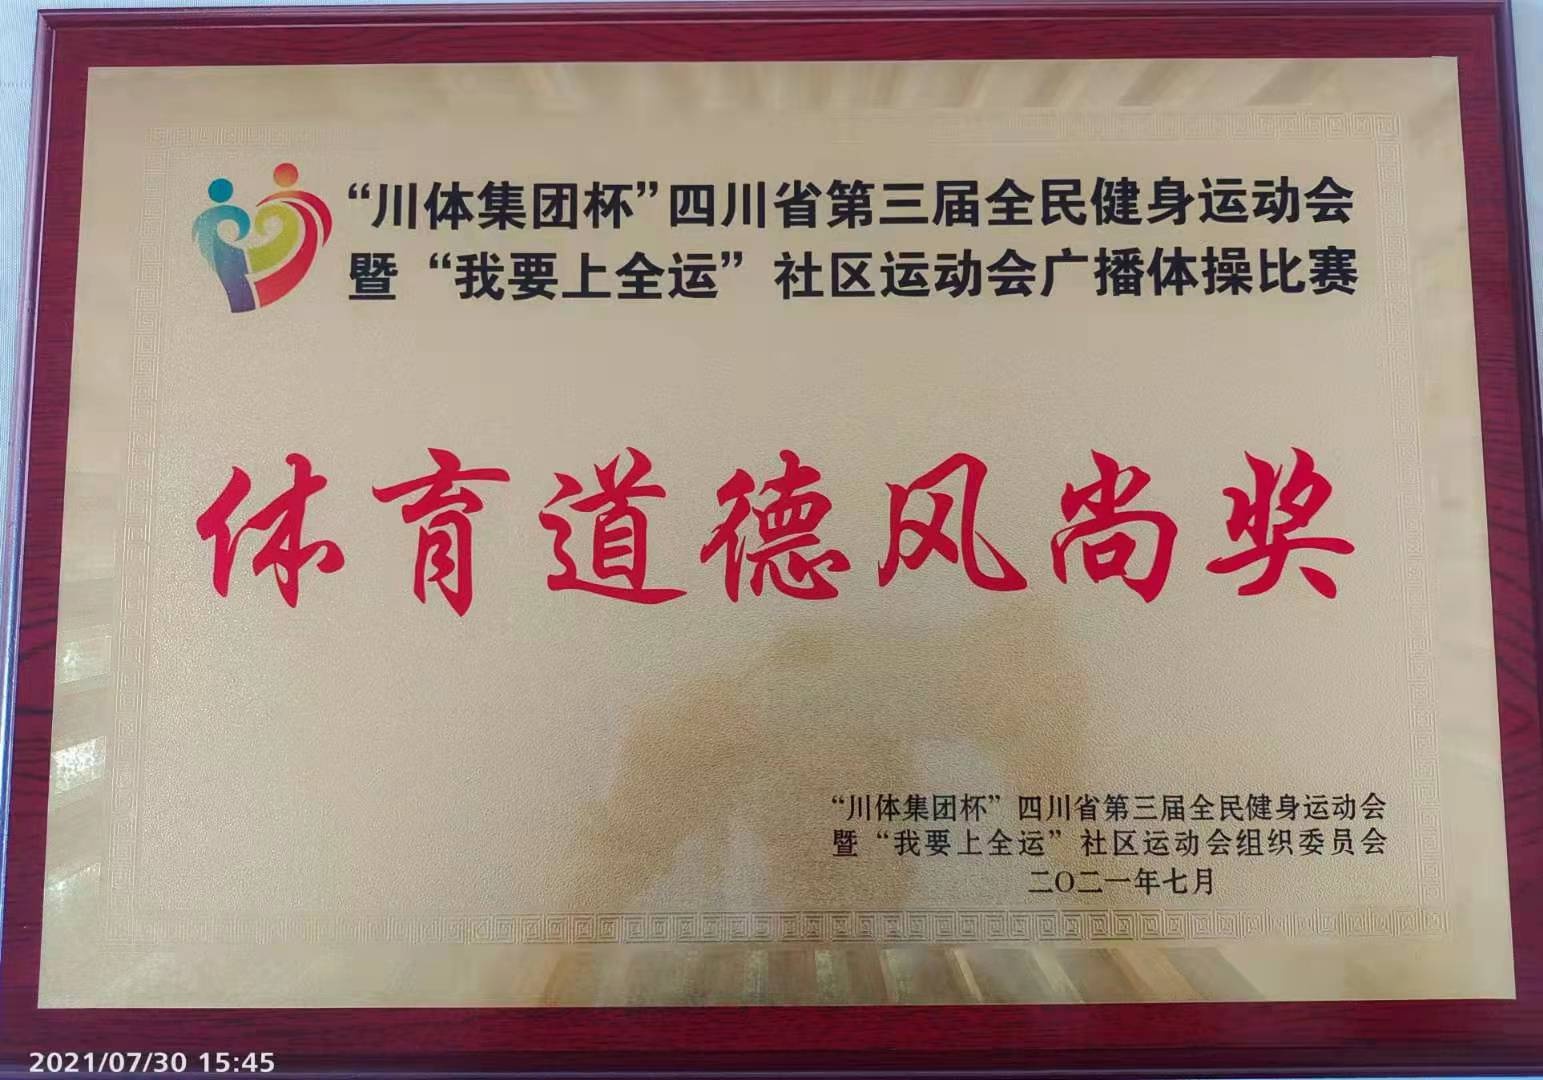 “川体集团杯”四川省第三届全民健身运动会
暨“我要上全运”社区运动会广播体操比赛
体育道德风尚奖
“川体集团杯”四川省第三届全民健身运动会
暨“我要上全运”社区运动会组织委员会
二〇二一年七月
2021/07/30 15:45